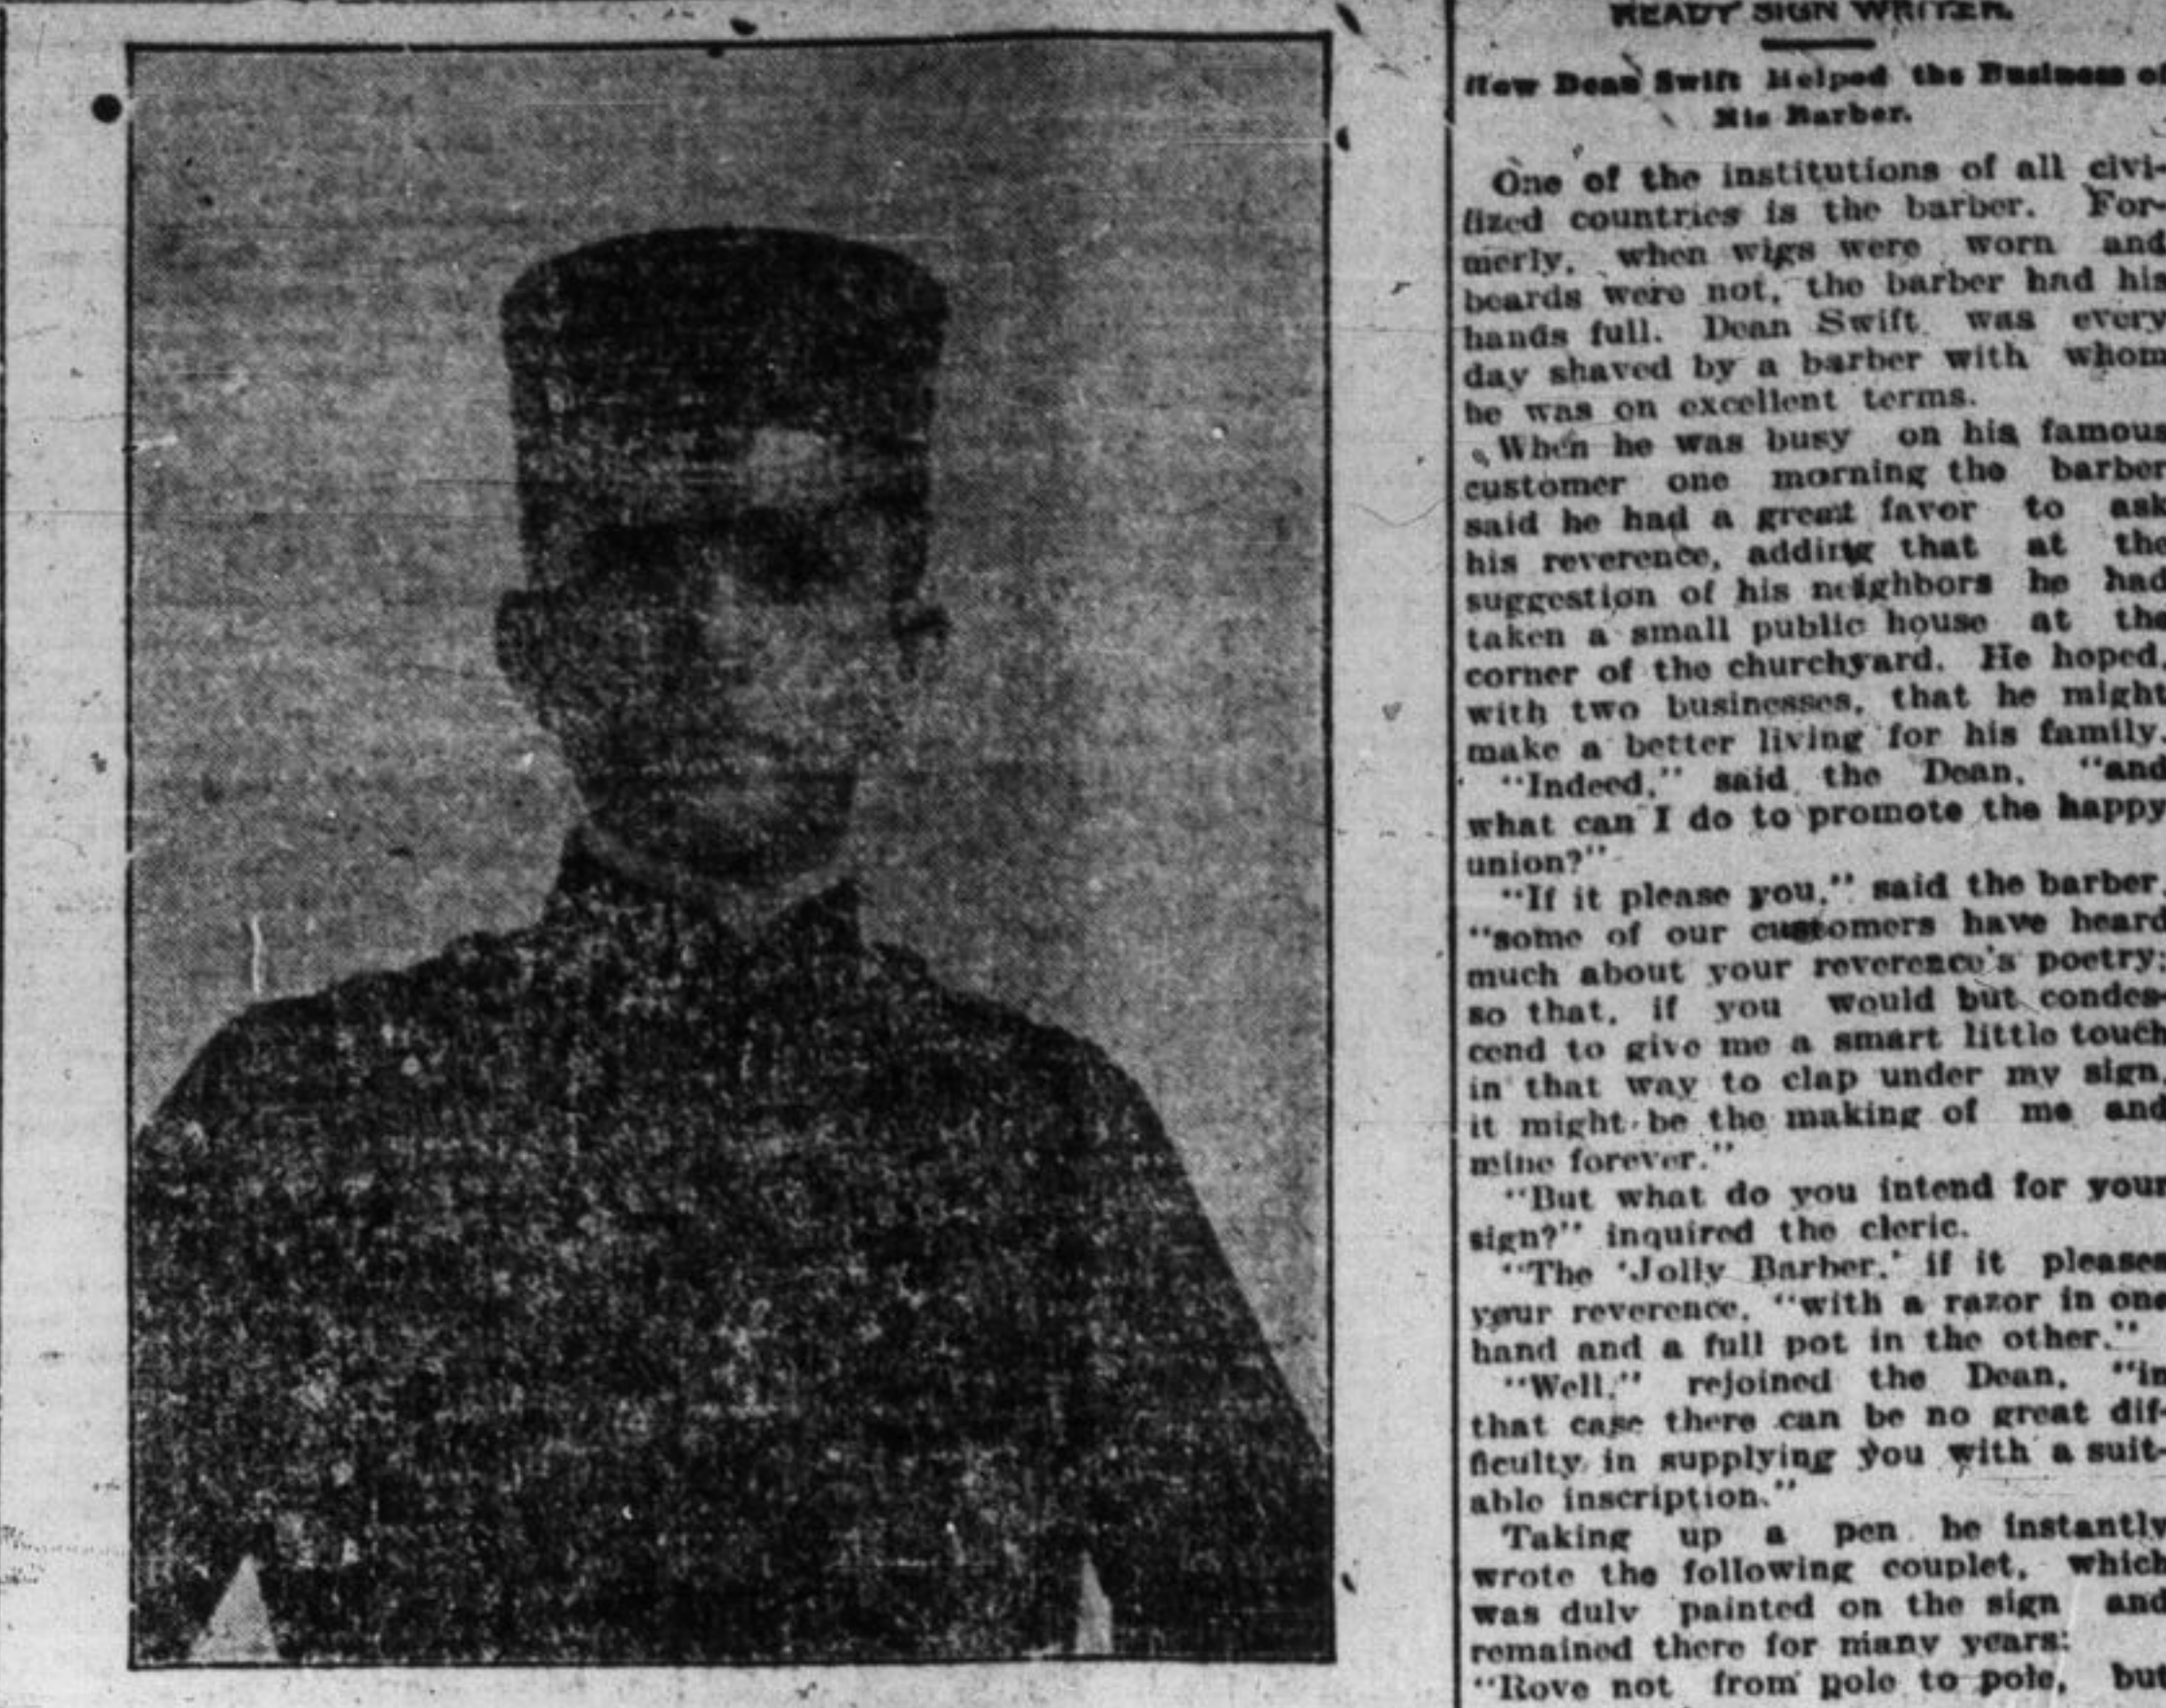 READY SIGN WRITER.
How Dean Swift Helped the Business of
His Barber.
One of the institutions of all civi-
lized countries is the barber. For-
merly, when wigs were worn and
beards were not, the barber had his
hands full. Dean Swift was every
day shaved by a barber with whom
he was on excellent terms.
When he was busy on his famous
customer one morning the barber
said he had a great favor to ask
his reverence, adding that at the
suggestion of his neighbors he had
taken a small public house at the
corner of the churchyard. He hoped,
with two businesses, that he might
make a better living for his family.
"Indeed," said the Dean, "and
what can I do to promote the happy
union?"
"If it please you," said the barber,
"some of our customers have heard
much about your reverence's poetry;
so that, if you would but condes-
cend to give me a smart little touch
in that way to clap under my sign,
it might be the making of me and
mine forever."
"But what do you intend for your
sign?" inquired the cleric.
"The 'Jolly Barber,' if it pleases
your reverence, "with a razor in one
hand and a full pot in the other."
"Well," rejoined the Dean, "in
that case there can be no great dif-
ficulty in supplying you with a suit-
able inscription."
Taking up a pen he instantly
wrote the following couplet, which
was duly painted on the sign and
remained there for many years:
"Rove not from pole to pole, but